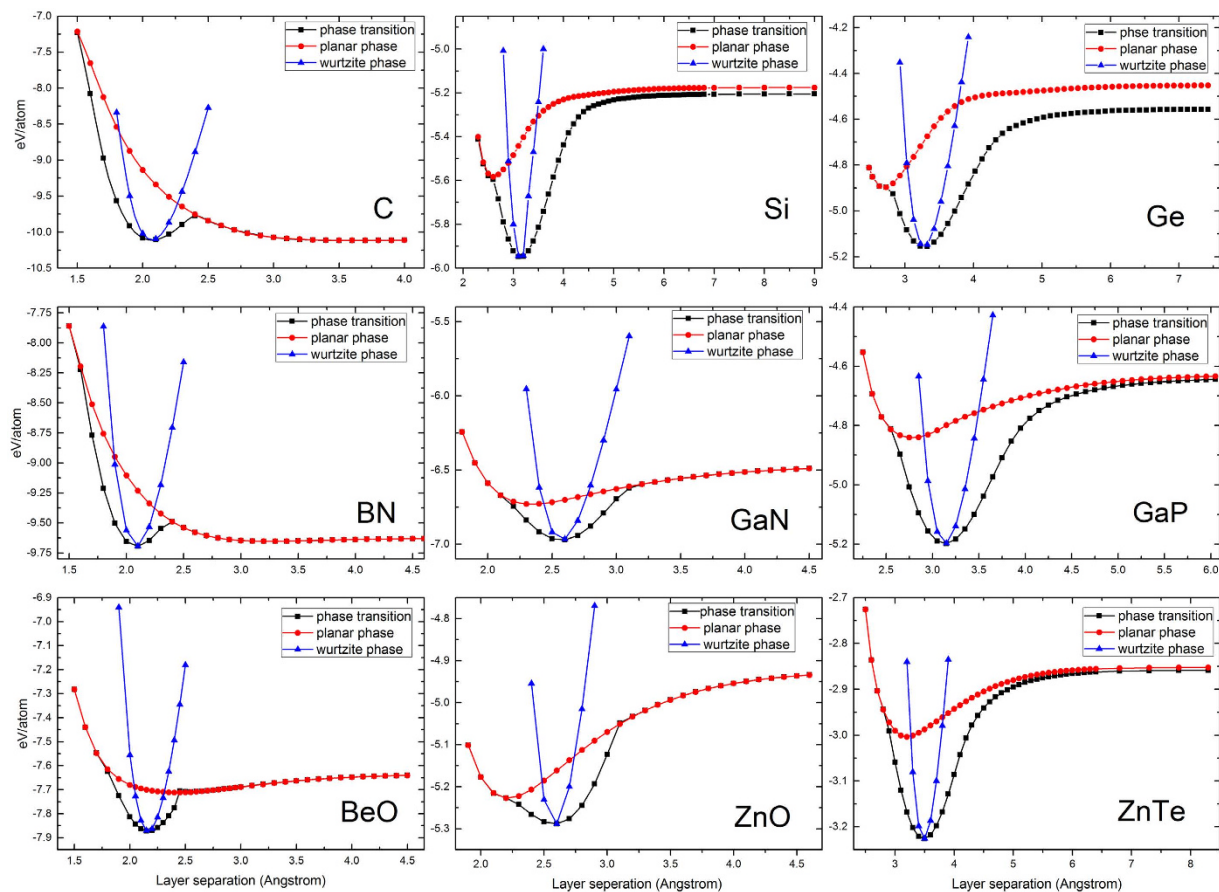 eV/atom
-7.0
-7.5
-8.0
-8.5
-9.0
-9.5
-10.0
-10.5
phase transition
planar phase
wurtzite phase
C
1.5 2.0 2.5 3.0 3.5 4.0
-5.0
-5.2
-5.4
-5.6
-5.8
-6.0
phase transition
planar phase
wurtzite phase
Si
2 3 4 5 6 7 8 9
-4.2
-4.4
-4.6
-4.8
-5.0
-5.2
phse transition
planar phase
wurtzite phase
Ge
3 4 5 6 7
eV/atom
-7.75
-8.00
-8.25
-8.50
-8.75
-9.00
-9.25
-9.50
-9.75
phase transition
planar phase
wurtzite phase
BN
1.5 2.0 2.5 3.0 3.5 4.0 4.5
-5.5
-6.0
-6.5
-7.0
phase transition
planar phase
wurtzite phase
GaN
2.0 2.5 3.0 3.5 4.0 4.5
-4.4
-4.6
-4.8
-5.0
-5.2
phase transition
planar phase
wurtzite phase
GaP
2.5 3.0 3.5 4.0 4.5 5.0 5.5 6.0
eV/atom
-6.9
-7.0
-7.1
-7.2
-7.3
-7.4
-7.5
-7.6
-7.7
-7.8
-7.9
phase transition
planar phase
wurtzite phase
BeO
1.5 2.0 2.5 3.0 3.5 4.0 4.5
Layer separation (Angstrom)
-4.8
-4.9
-5.0
-5.1
-5.2
-5.3
phase transition
planar phase
wurtzite phase
ZnO
2.0 2.5 3.0 3.5 4.0 4.5
Layer separation (Angstrom)
-2.7
-2.8
-2.9
-3.0
-3.1
-3.2
phase transition
planar phase
wurtzite phase
ZnTe
3 4 5 6 7 8
Layer separation (Angstrom)